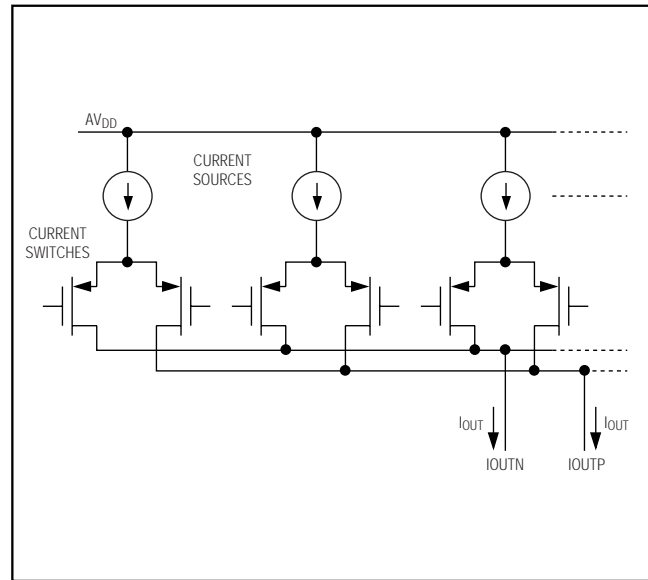 AVDD
CURRENT
SOURCES
CURRENT
SWITCHES
IOUT
IOUT
IOUTN
IOUTP